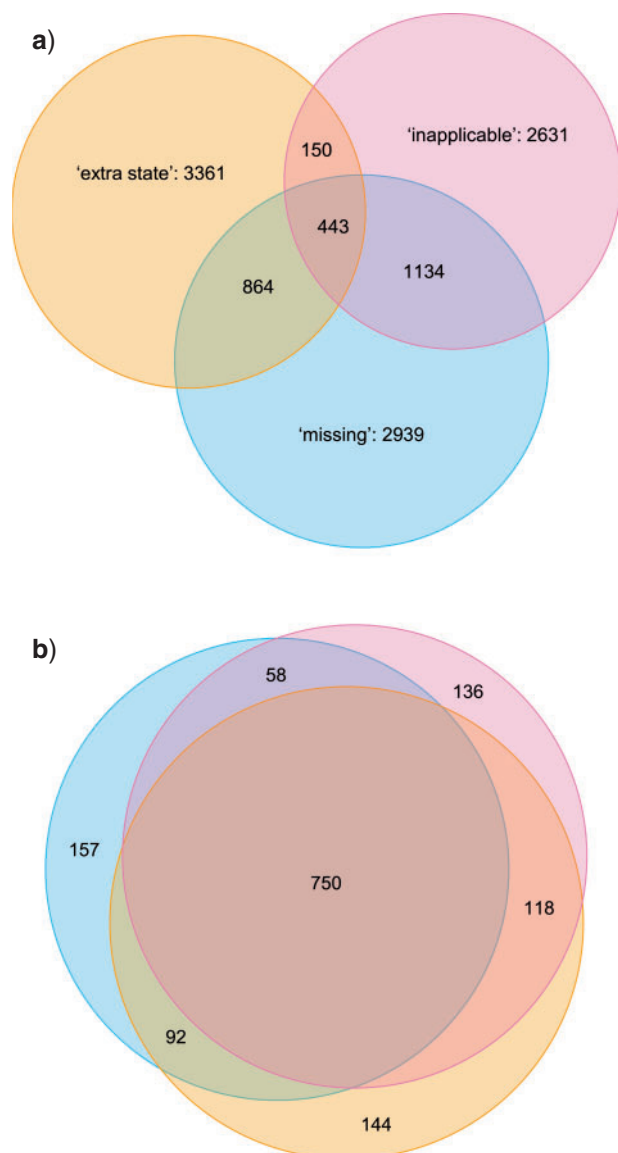 a)
'inapplicable': 2631
150
'extra state': 3361
443
1134
864
'missing': 2939
b)
58
136
157
750
118
92
144